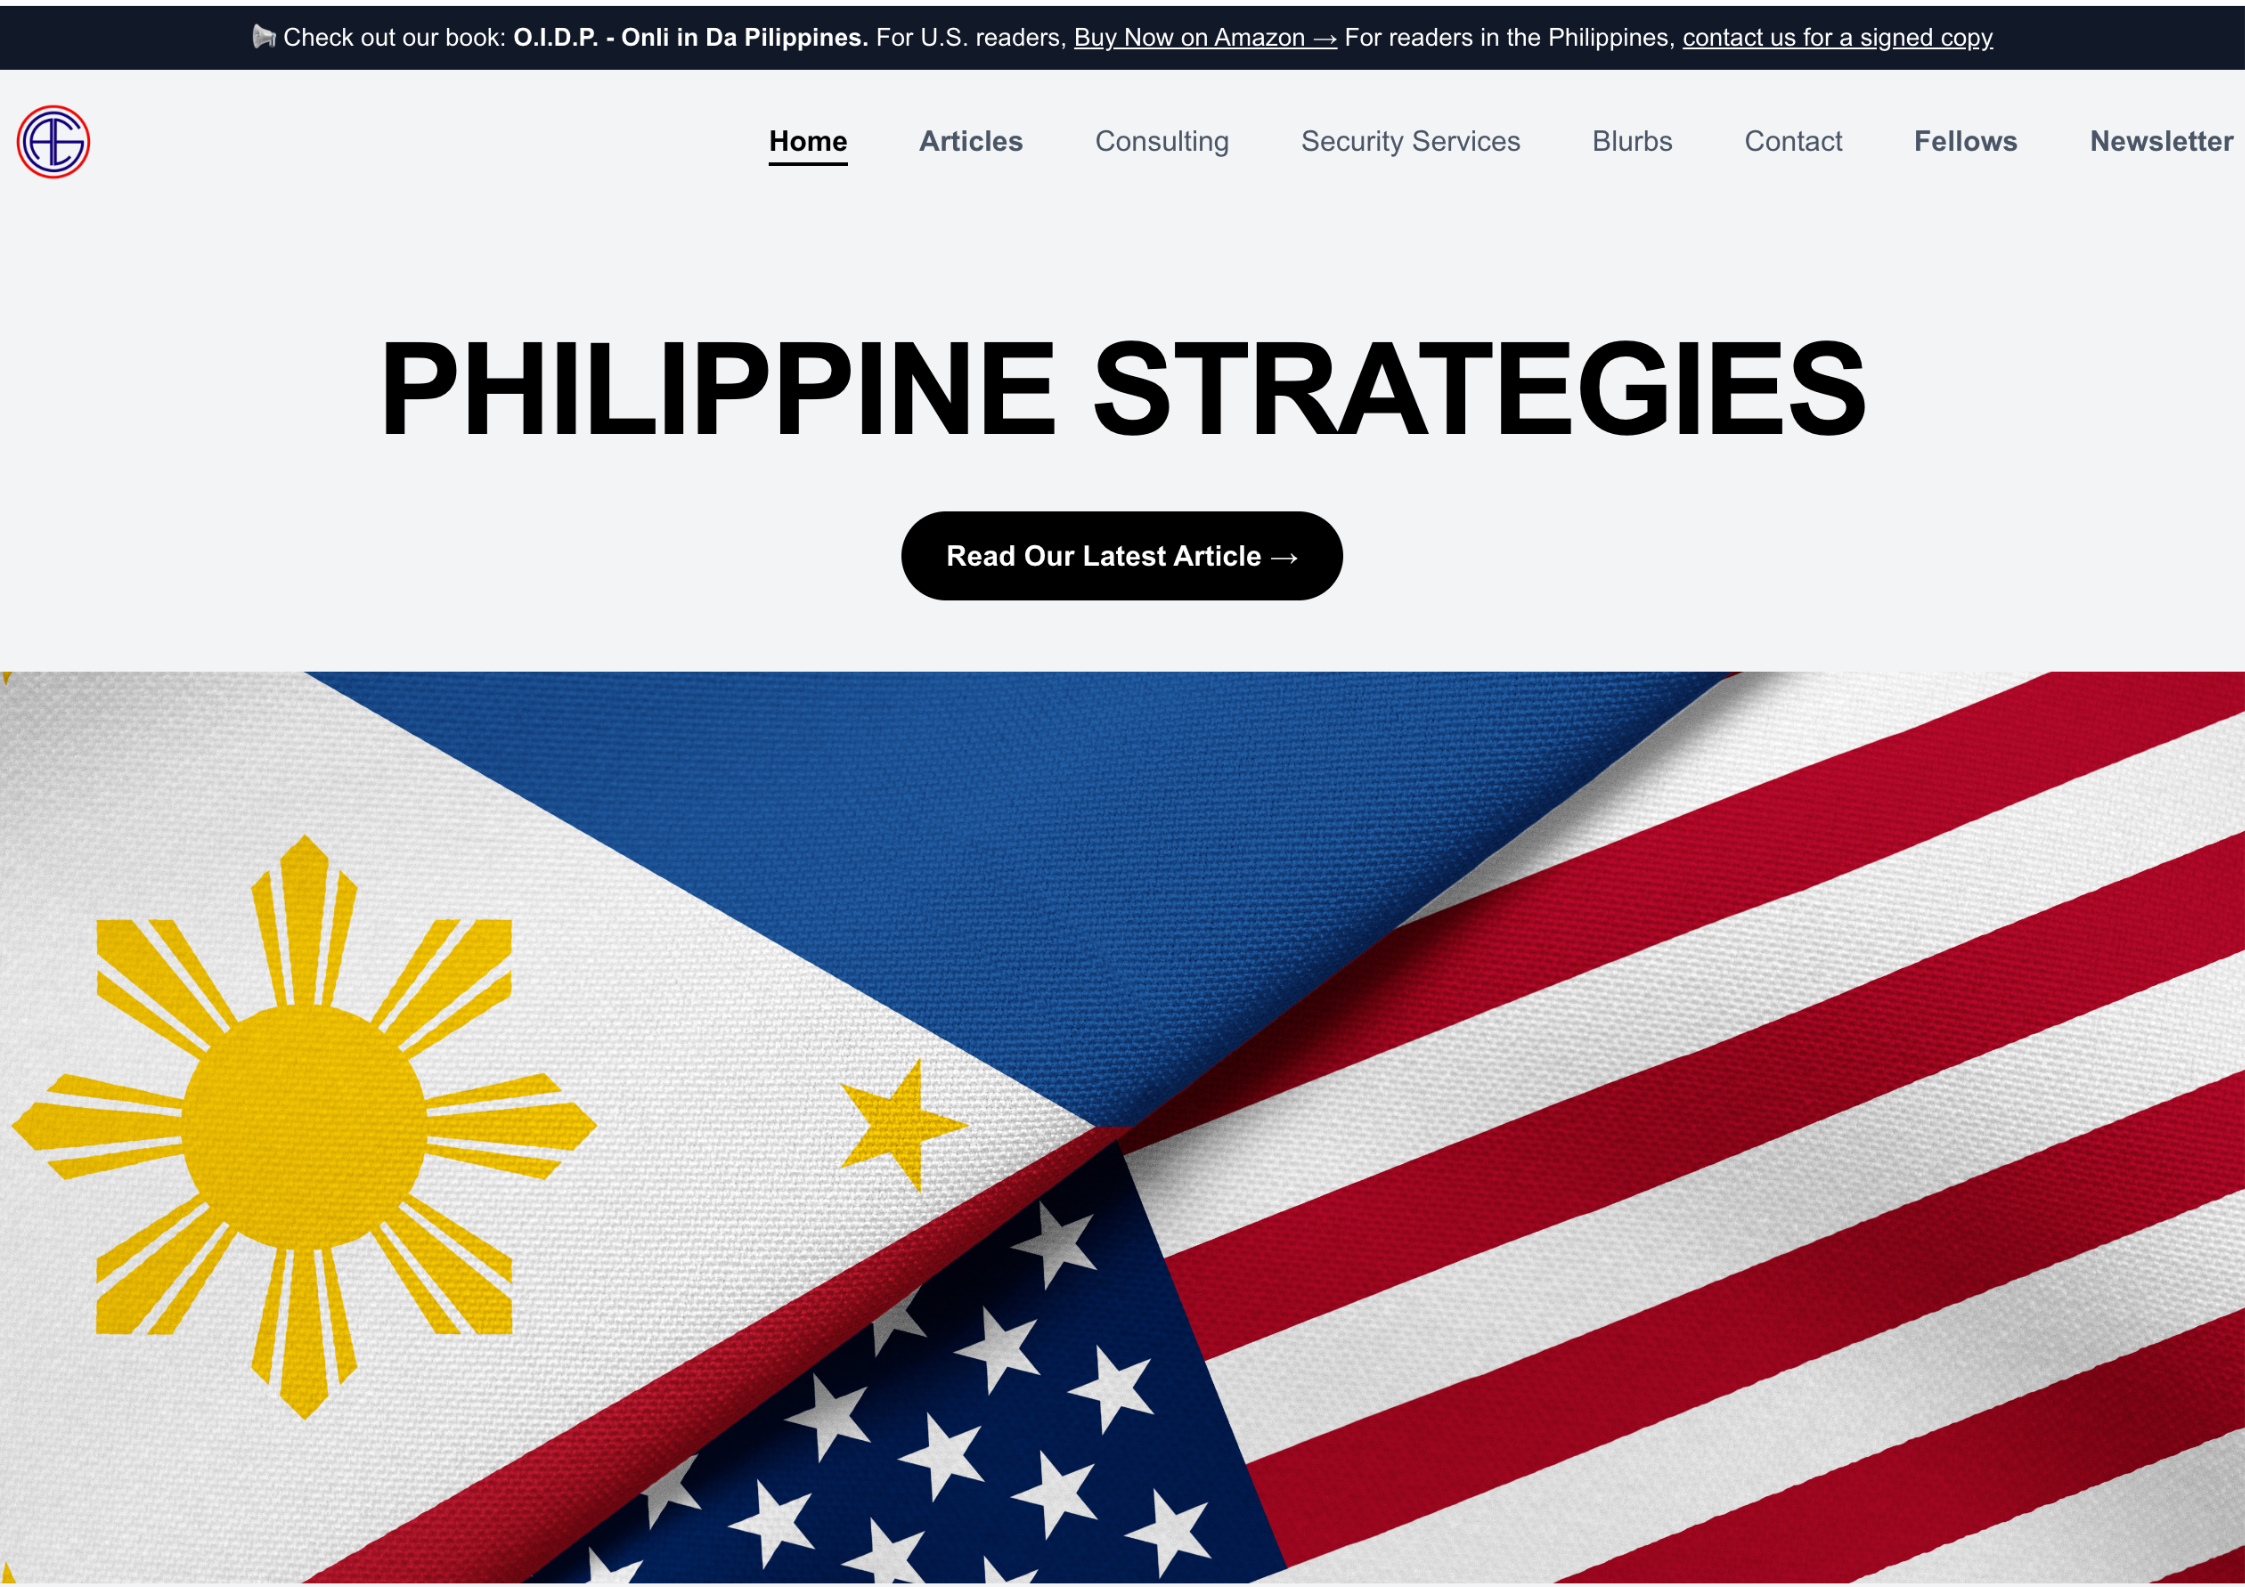 📢 Check out our book: O.I.D.P. - Onli in Da Pilippines. For U.S. readers, Buy Now on Amazon → For readers in the Philippines, contact us for a signed copy
Home Articles Consulting Security Services Blurbs Contact Fellows Newsletter
PHILIPPINE STRATEGIES
Read Our Latest Article →